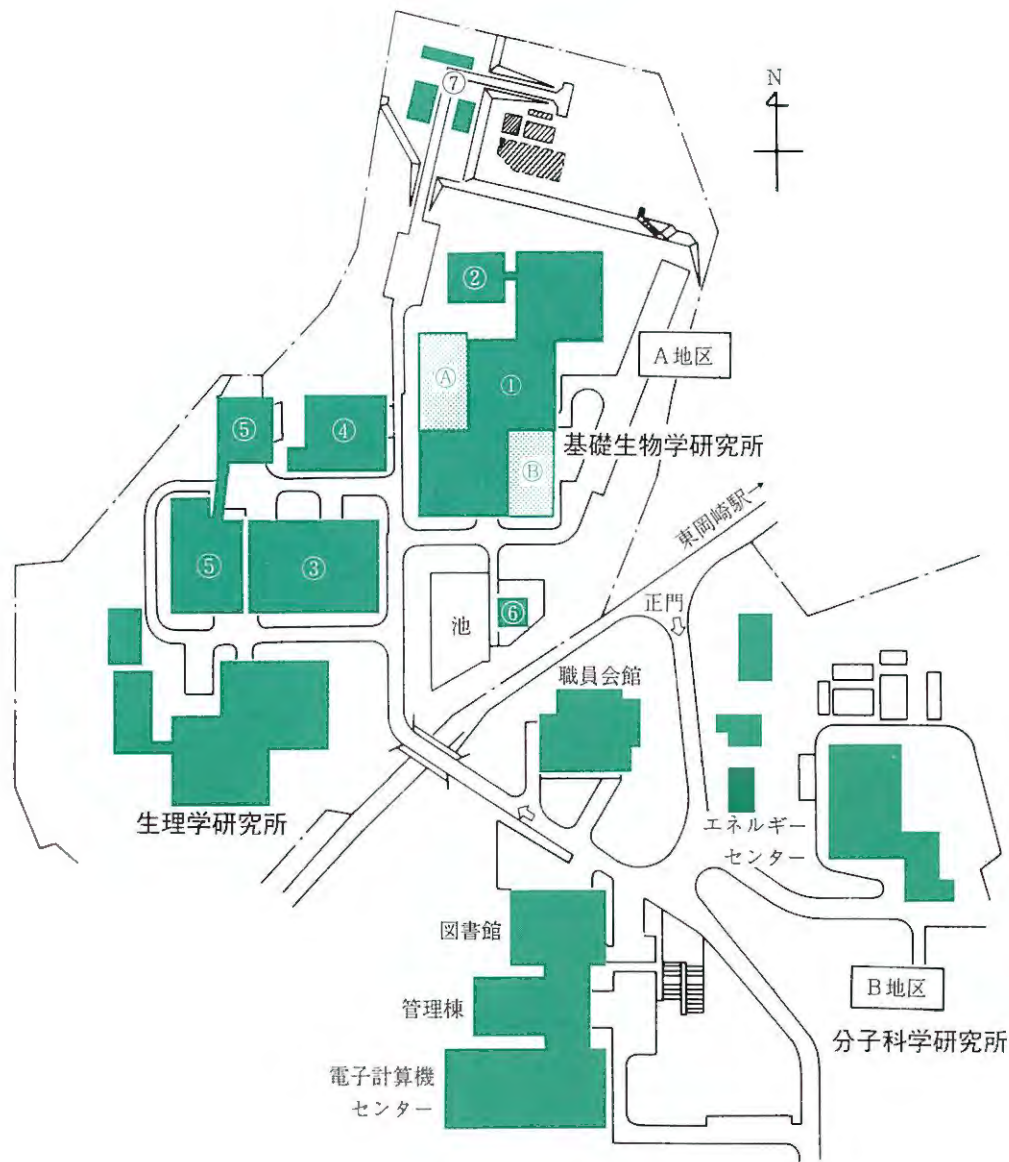 N
⑦
②
A地区
Ⓐ
①
⑤
④
基礎生物学研究所
Ⓑ
東岡崎駅→
⑤
③
正門
池
⑥
職員会館
生理学研究所
エネルギー
センター
図書館
B地区
管理棟
分子科学研究所
電子計算機
センター